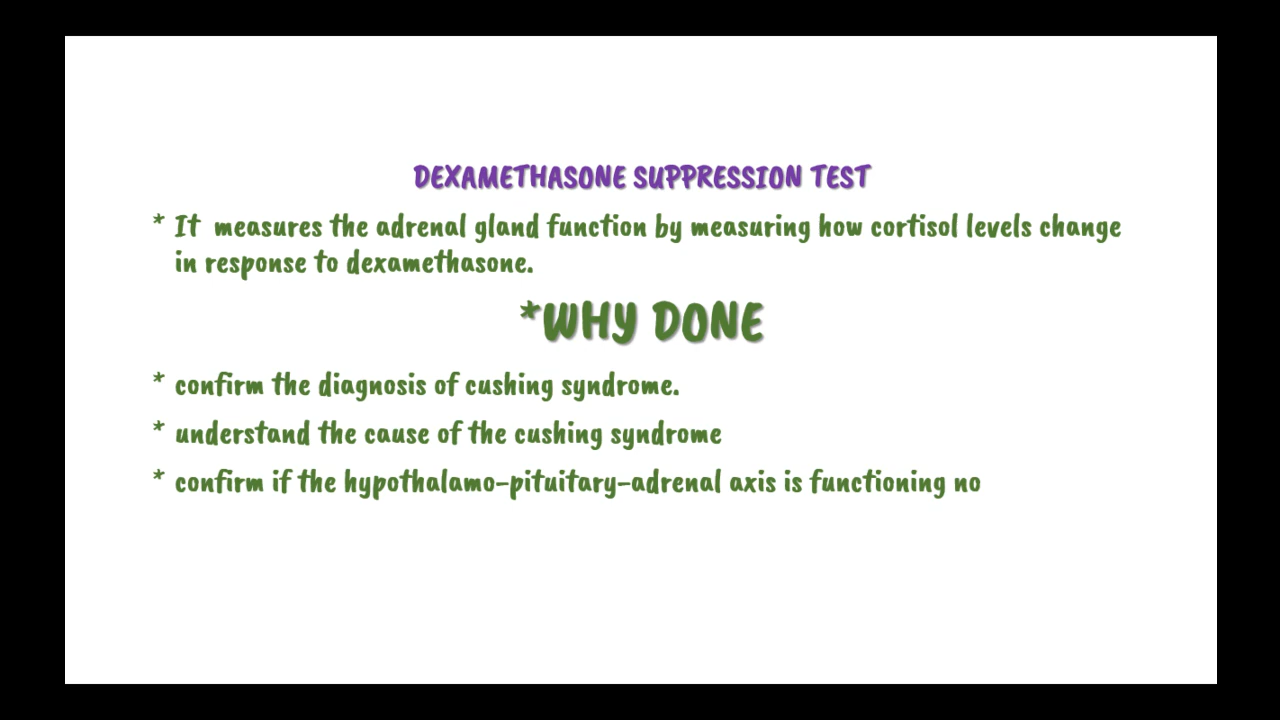 DEXAMETHASONE SUPPRESSION TEST
* It measures the adrenal gland function by measuring how cortisol levels change
in response to dexamethasone.
*WHY DONE
* confirm the diagnosis of cushing syndrome.
* understand the cause of the cushing syndrome
* confirm if the hypothalamo-pituitary-adrenal axis is functioning no